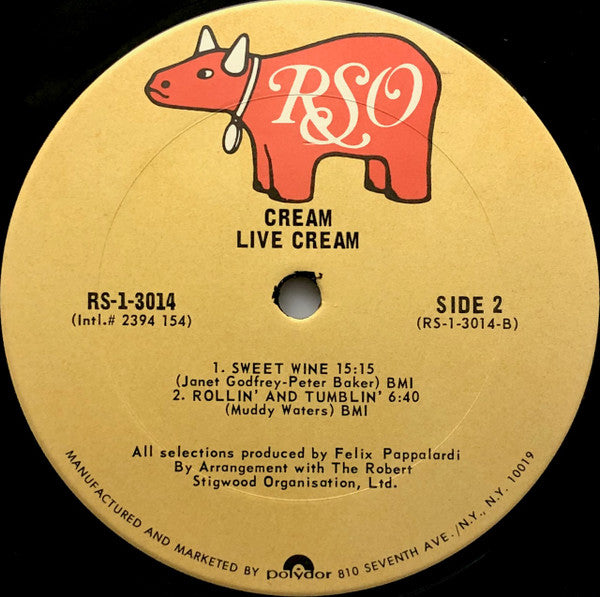 RSO
CREAM
LIVE CREAM
RS-1-3014
(Intl.# 2394 154)
SIDE 2
(RS-1-3014-B)
1. SWEET WINE 15:15
(Janet Godfrey-Peter Baker) BMI
2. ROLLIN' AND TUMBLIN' 6:40
(Muddy Waters) BMI
All selections produced by Felix Pappalardi
By Arrangement with The Robert
Stigwood Organisation, Ltd.
MANUFACTURED AND MARKETED BY polydor 810 SEVENTH AVE./N.Y., N.Y. 10019